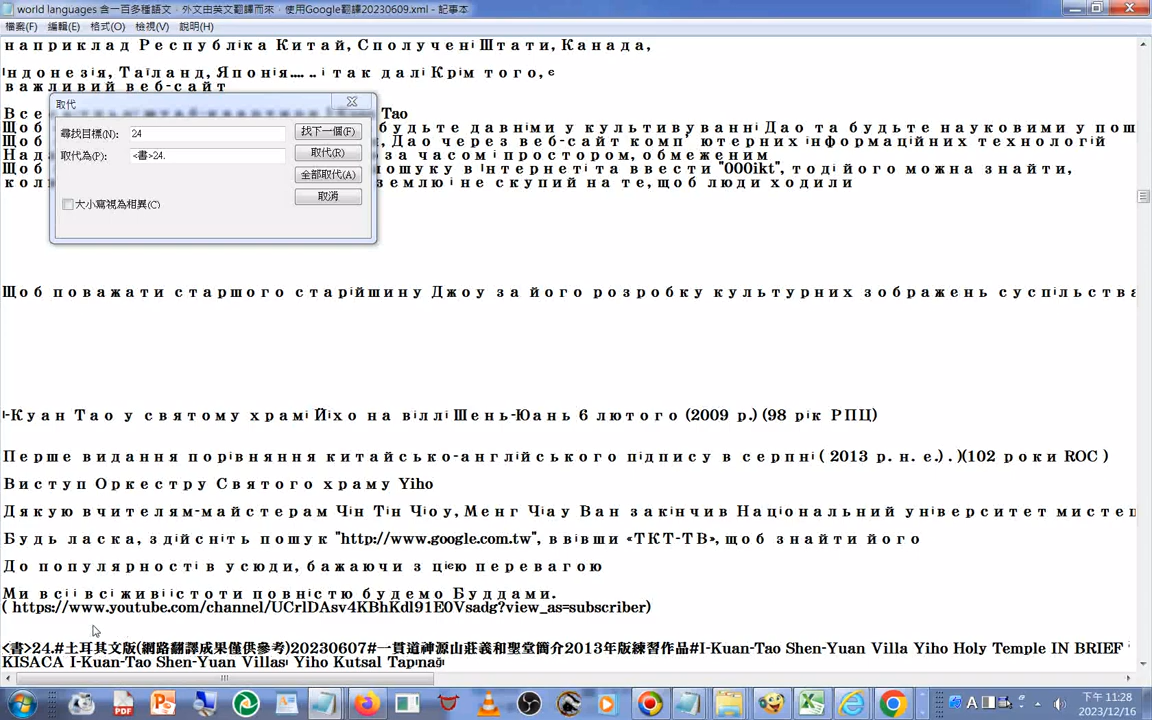 world languages 含一百多種語文，外文由英文翻譯而來，使用Google翻譯20230609.xml - 記事本
檔案(F) 編輯(E) 格式(O) 檢視(V) 說明(H)
наприклад Республіка Китай, Сполучені Штати, Канада,
Індонезія, Таїланд, Японія.... .. і так далі Крім того, є
важливий веб-сайт
Все
Tao
Щоб будьте давніми у культивуванні Дао та будьте науковими у пош
Щоб , Дао через веб-сайт комп'ютерних інформаційних технологій
Над за часом і простором, обмеженим
Щоб пошуку в Інтернеті та ввести "000ikt", тоді його можна знайти,
кол землю і не скупий на те, щоб люди ходили
取代
尋找目標(N): 24
找下一個(F)
取代為(P): <書>24.
取代(R)
全部取代(A)
取消
大小寫視為相異(C)
Щоб поважати старшого старійшину Джоу за його розробку культурних зображень суспільства
І-Куан Тао у святому храмі Йіхо на віллі Шень-Юань 6 лютого (2009 р.) (98 рік РПЦ)
Перше видання порівняння китайсько-англійського підпису в серпні ( 2013 р. н. е.) . )(102 роки ROC )
Виступ Оркестру Святого храму Yiho
Дякую вчителям-майстерам Чін Тін Чіоу, Менг Чіау Ван закінчив Національний університет мистец
Будь ласка, здійсніть пошук "http://www.google.com.tw", ввівши «ТКТ-ТВ», щоб знайти його
До популярності в усюди, бажаючи з цією перевагою
Ми всі і всі живі істоти повністю будемо Буддами.
( https://www.youtube.com/channel/UCrlDAsv4KBhKdl91E0Vsadg?view_as=subscriber)
<書>24.#土耳其文版(網路翻譯成果僅供參考)20230607#一貫道神源山莊義和聖堂簡介2013年版練習作品#I-Kuan-Tao Shen-Yuan Villa Yiho Holy Temple IN BRIEF
KISACA I-Kuan-Tao Shen-Yuan Villası Yiho Kutsal Tapınağı
下午 11:28
2023/12/16